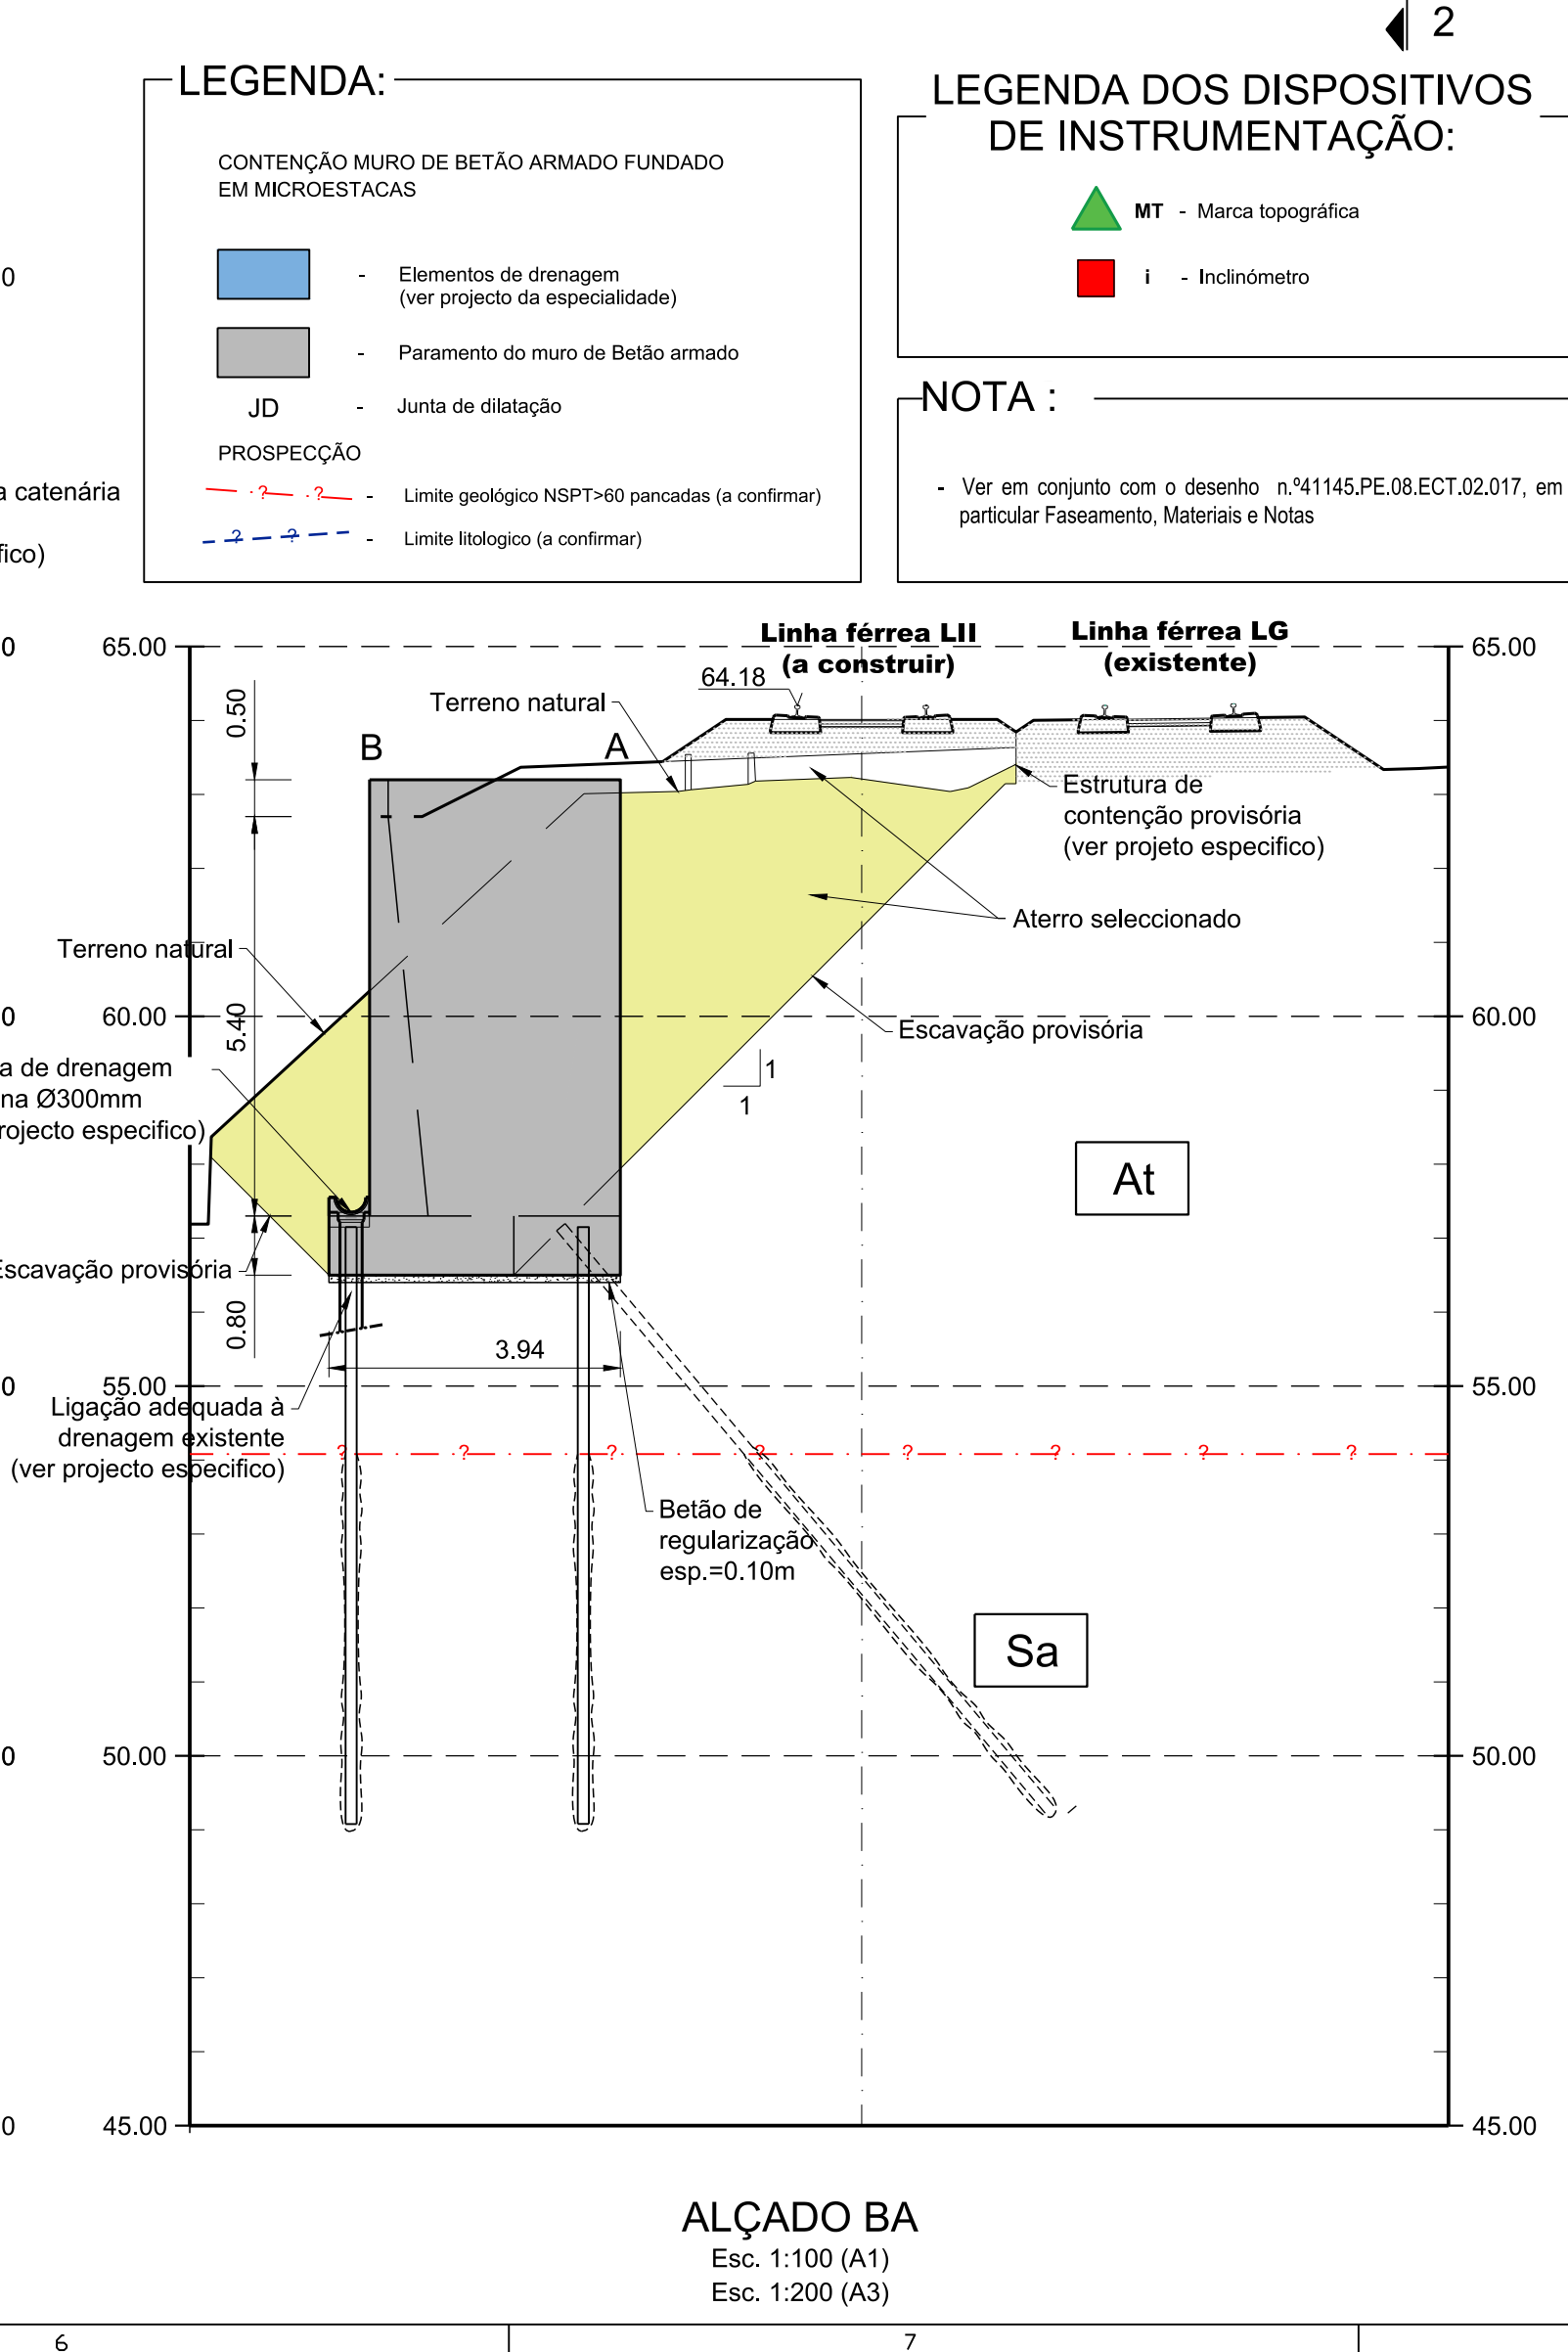 2
LEGENDA:
CONTENÇÃO MURO DE BETÃO ARMADO FUNDADO
EM MICROESTACAS
- Elementos de drenagem
(ver projecto da especialidade)
- Paramento do muro de Betão armado
JD - Junta de dilatação
PROSPECÇÃO
? ? - Limite geológico NSPT>60 pancadas (a confirmar)
? ? - Limite litologico (a confirmar)
LEGENDA DOS DISPOSITIVOS
DE INSTRUMENTAÇÃO:
MT - Marca topográfica
i - Inclinómetro
NOTA :
- Ver em conjunto com o desenho n.º41145.PE.08.ECT.02.017, em
particular Faseamento, Materiais e Notas
0
a catenária
fico)
0
0
0
0
0
65.00
60.00
55.00
50.00
45.00
65.00
60.00
55.00
50.00
45.00
Linha férrea LII
(a construir)
Linha férrea LG
(existente)
64.18
Terreno natural
0.50
B
A
Estrutura de
contenção provisória
(ver projeto especifico)
Aterro seleccionado
Terreno natural
5.40
Escavação provisória
1
1
a de drenagem
na Ø300mm
rojecto especifico)
At
Escavação provisória
0.80
3.94
Ligação adequada à
drenagem existente
(ver projecto especifico)
? ? ? ? ? ? ? ?
Betão de
regularização
esp.=0.10m
Sa
ALÇADO BA
Esc. 1:100 (A1)
Esc. 1:200 (A3)
6
7